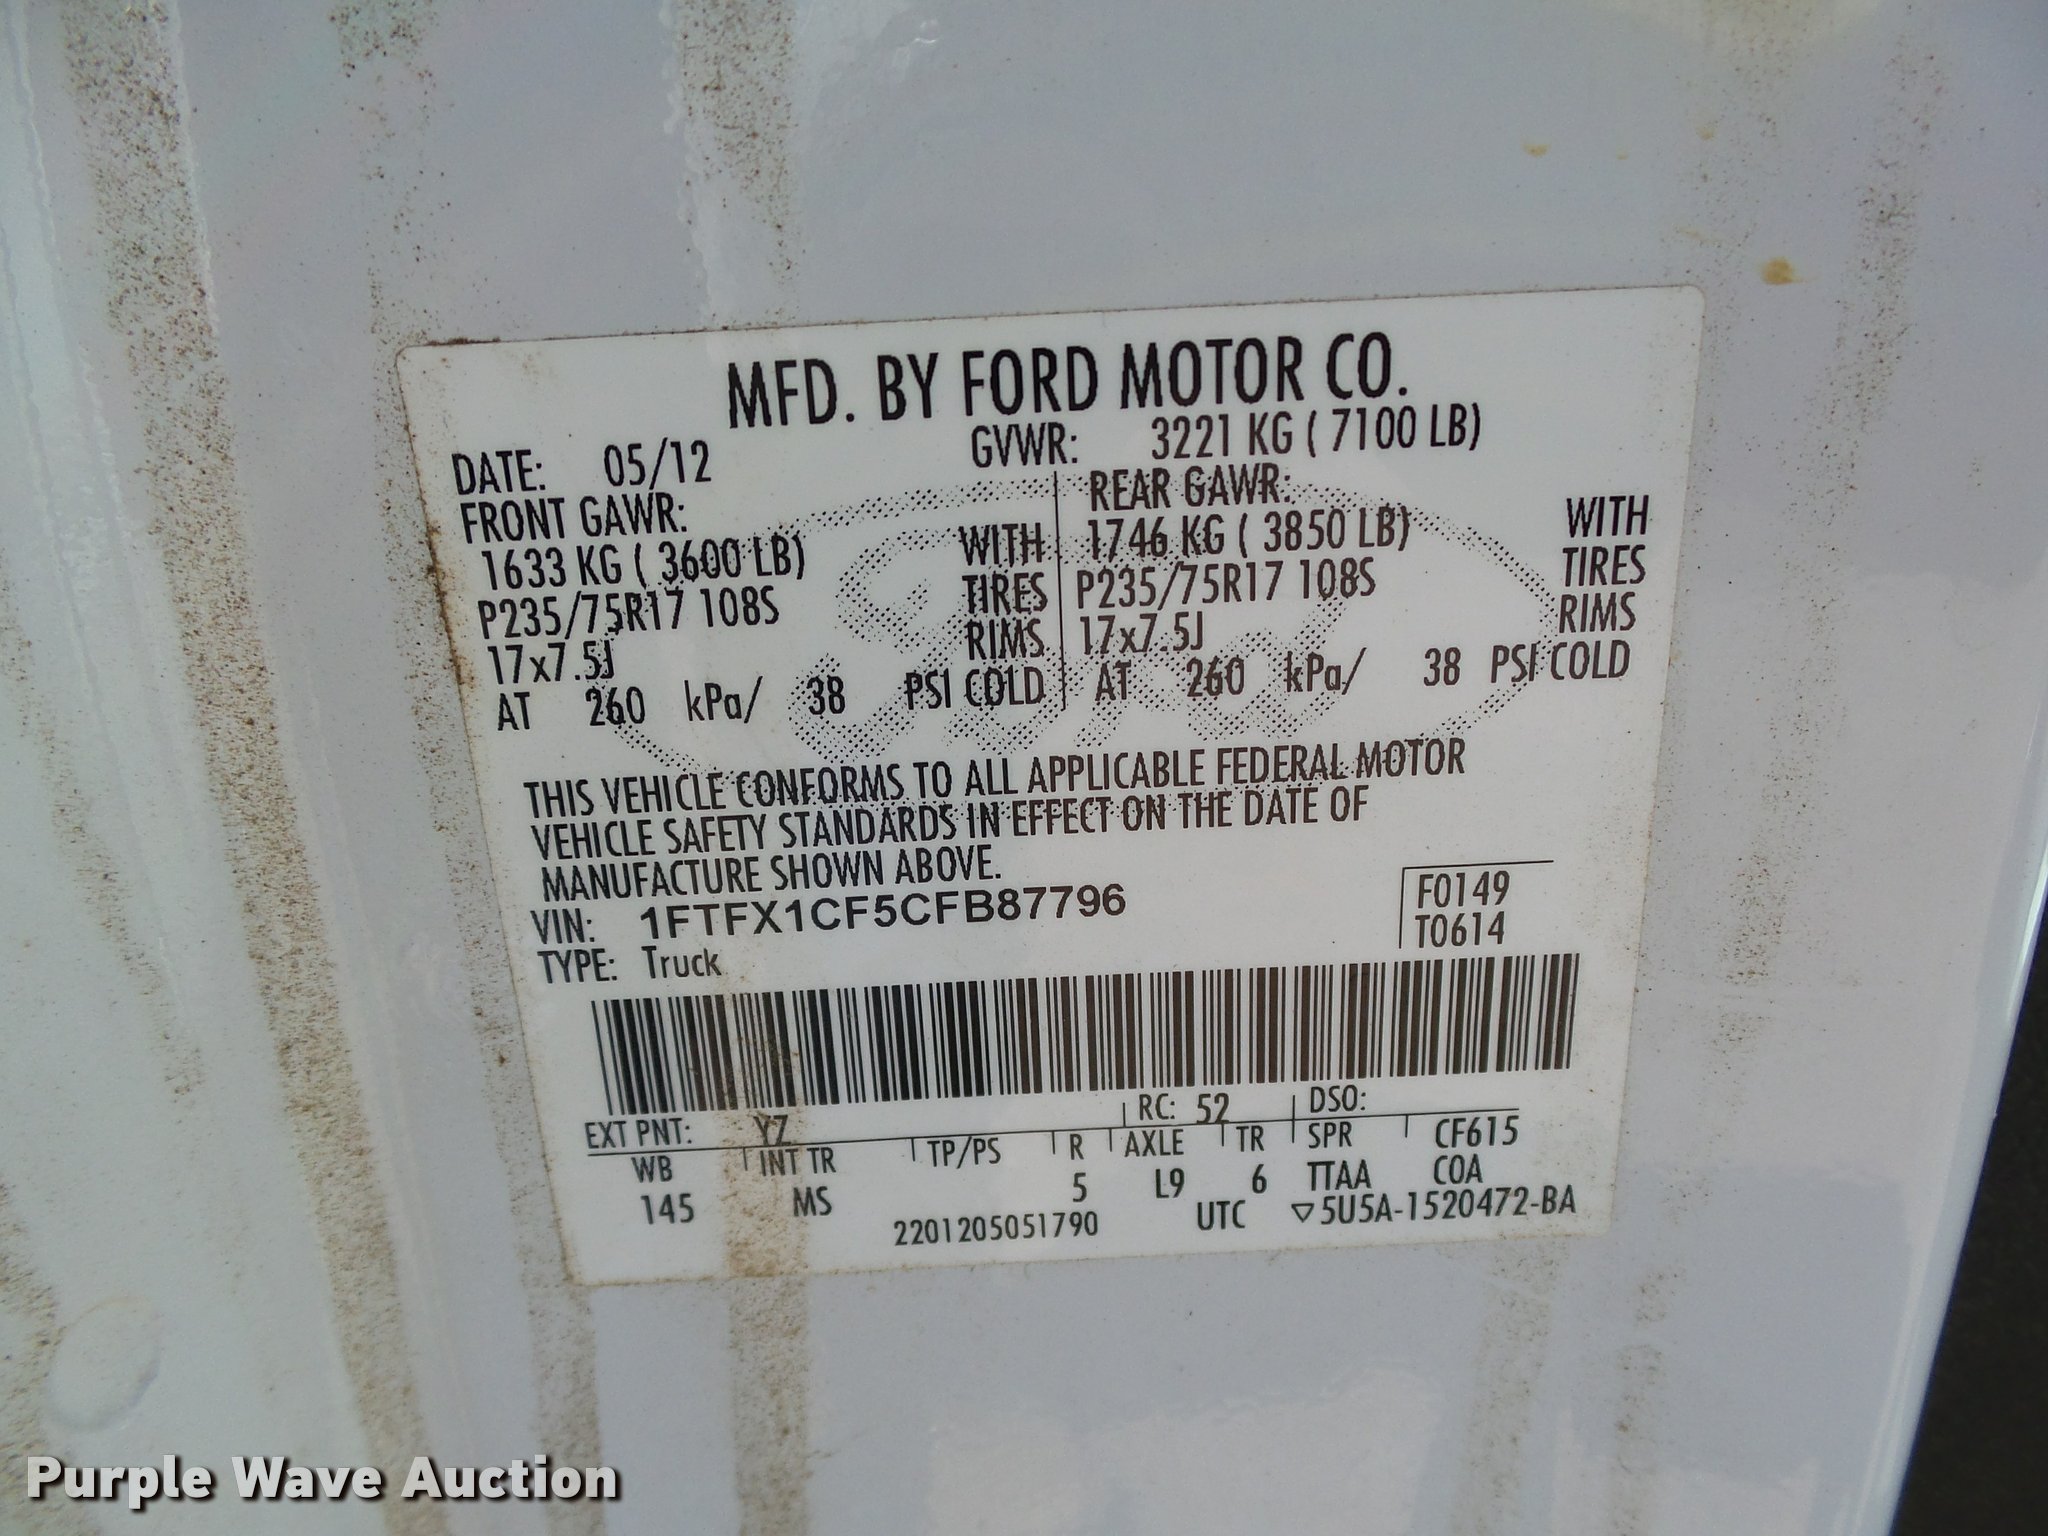 MFD. BY FORD MOTOR CO.
DATE: 05/12 GVWR: 3221 KG ( 7100 LB)
FRONT GAWR: REAR GAWR:
1633 KG ( 3600 LB) WITH 1746 KG ( 3850 LB) WITH
P235/75R17 108S TIRES P235/75R17 108S TIRES
17x7.5J RIMS 17x7.5J RIMS
AT 260 kPa/ 38 PSI COLD AT 260 kPa/ 38 PSI COLD
THIS VEHICLE CONFORMS TO ALL APPLICABLE FEDERAL MOTOR
VEHICLE SAFETY STANDARDS IN EFFECT ON THE DATE OF
MANUFACTURE SHOWN ABOVE.
VIN: 1FTFX1CF5CFB87796 F0149
TYPE: Truck T0614
EXT PNT: YZ RC: 52 DSO:
WB INT TR TP/PS R AXLE TR SPR CF615
145 MS 5 L9 6 TTAA COA
2201205051790 UTC ▽5U5A-1520472-BA
Purple Wave Auction